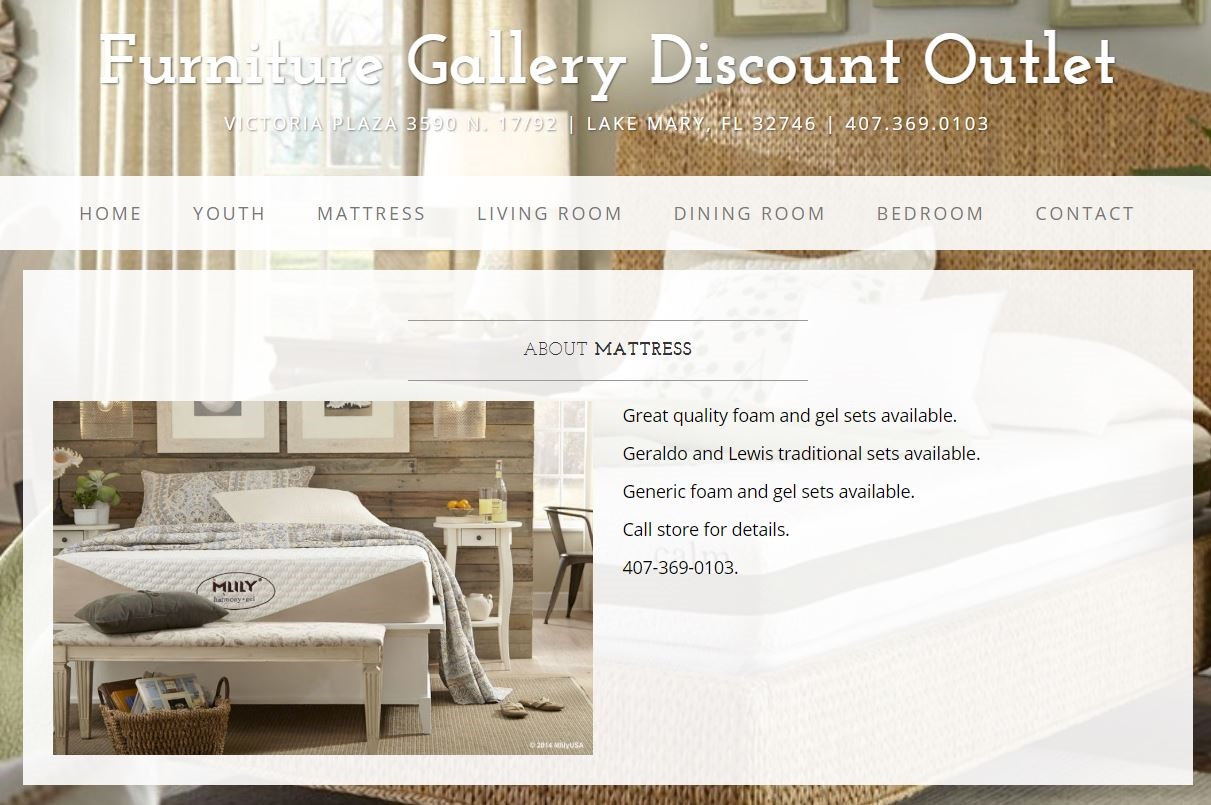 Furniture Gallery Discount Outlet
VICTORIA PLAZA 3590 N. 17/92 | LAKE MARY, FL 32746 | 407.369.0103
HOME YOUTH MATTRESS LIVING ROOM DINING ROOM BEDROOM CONTACT
ABOUT MATTRESS
Great quality foam and gel sets available.
Geraldo and Lewis traditional sets available.
Generic foam and gel sets available.
Call store for details.
407-369-0103.
calm
MLILY®
harmony•gel
© 2014 MlilyUSA